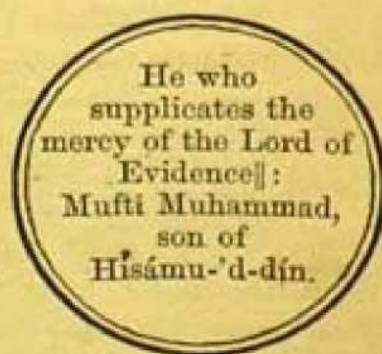 He who
supplicates the
mercy of the Lord of
Evidence‖:
Mufti Muhammad,
son of
Hisámu-'d-dín.